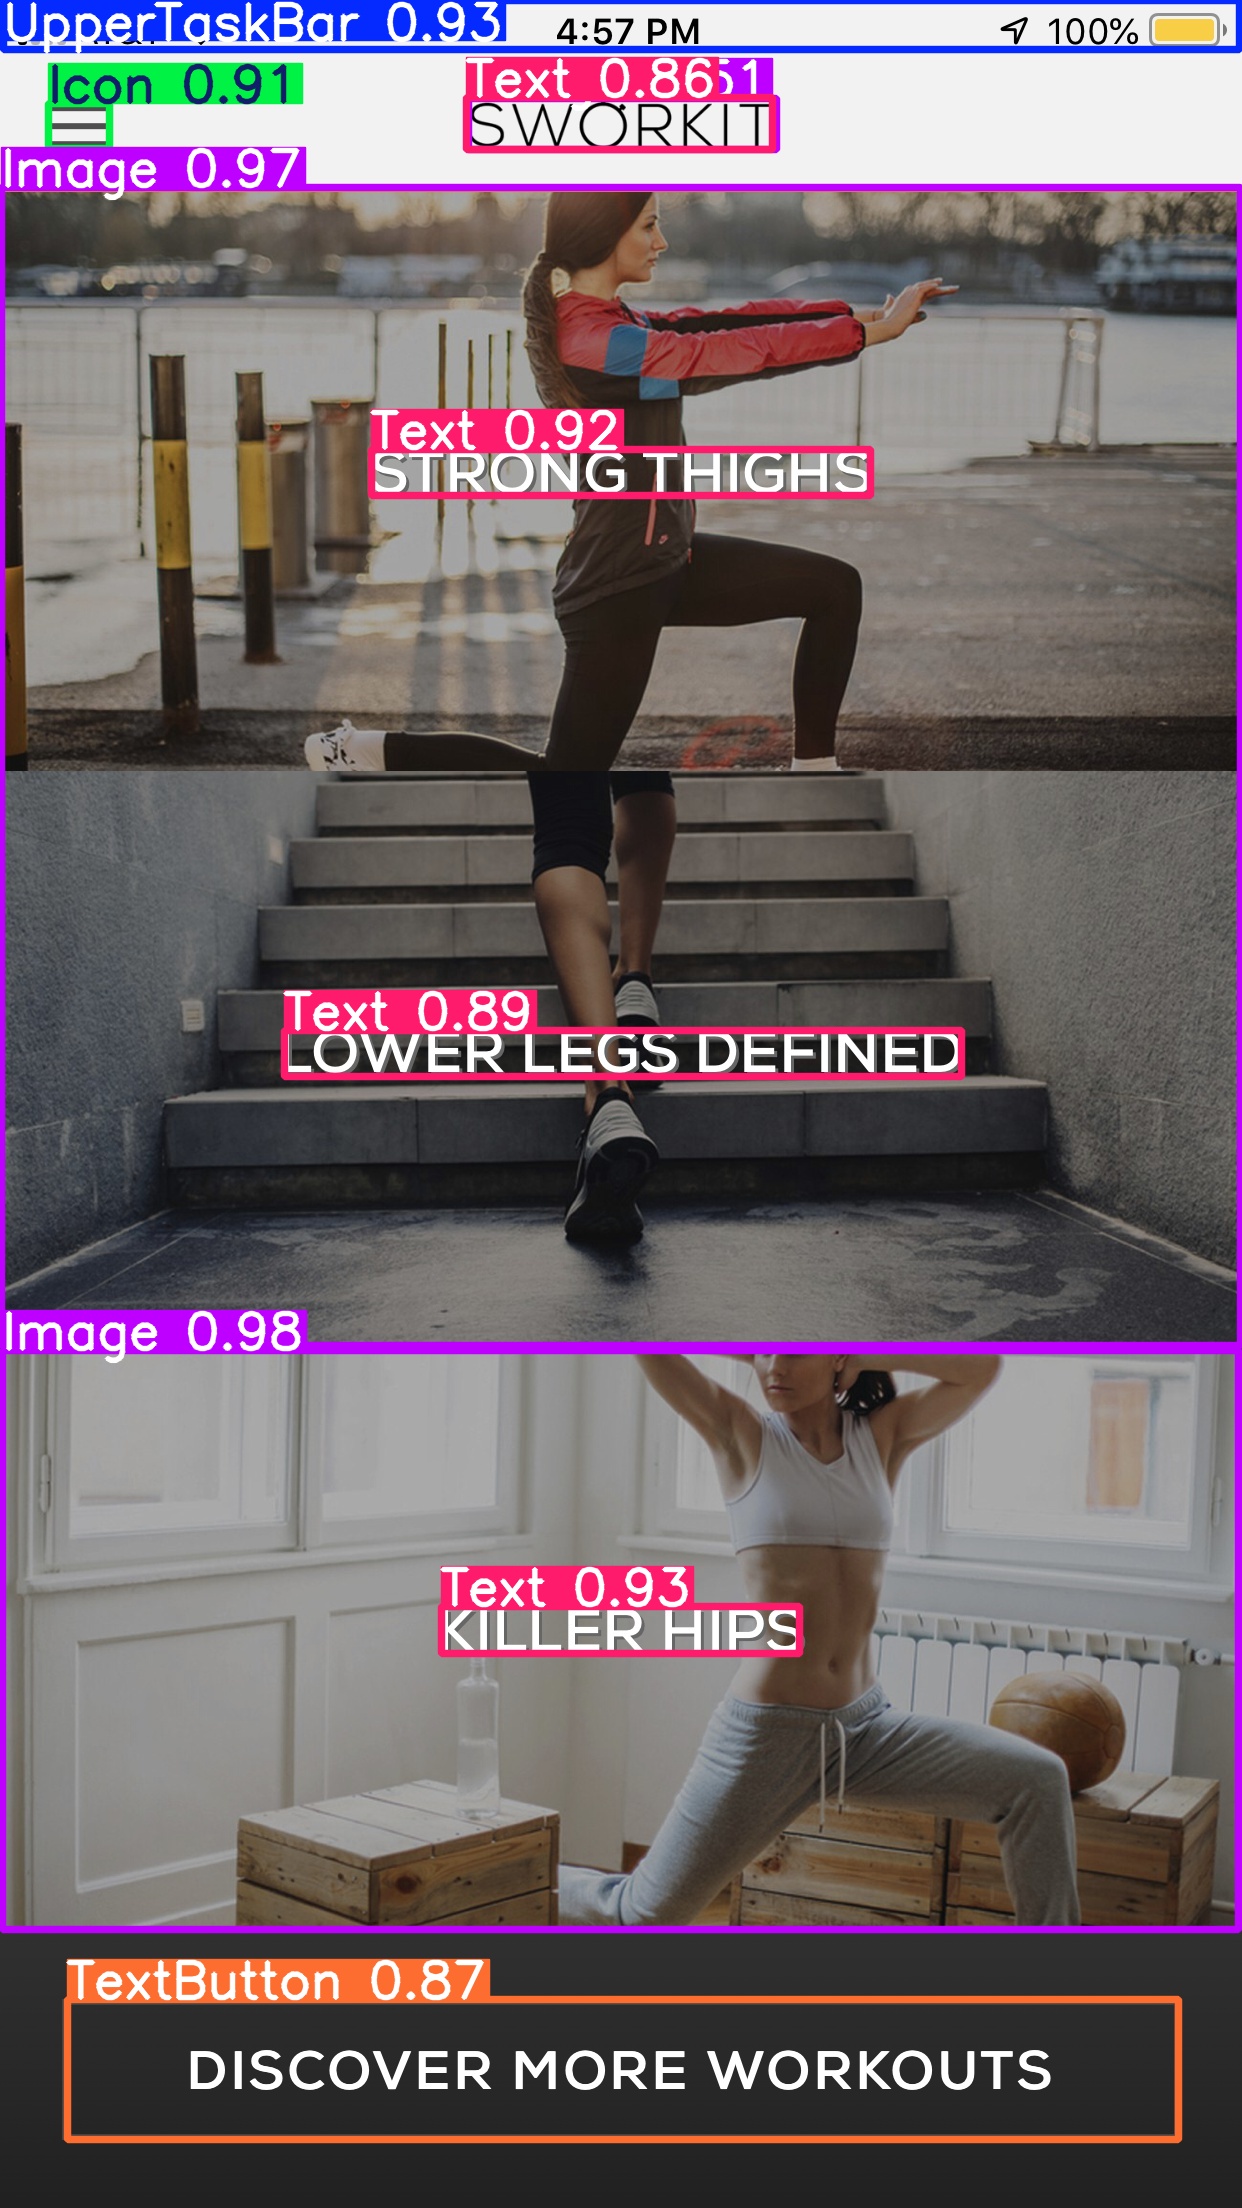 UpperTaskBar 0.93
4:57 PM
100%
Icon 0.91
Text 0.86
51
SWORKIT
Image 0.97
Text 0.92
STRONG THIGHS
Text 0.89
LOWER LEGS DEFINED
Image 0.98
Text 0.93
KILLER HIPS
TextButton 0.87
DISCOVER MORE WORKOUTS